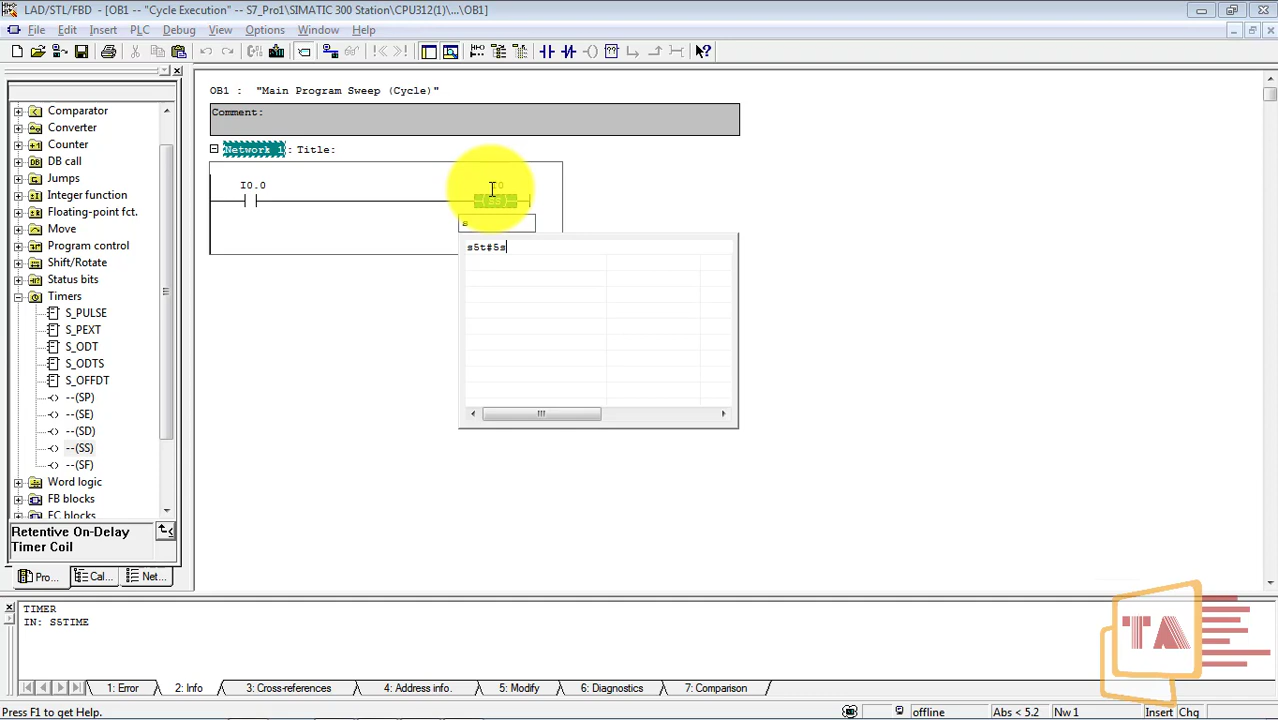 LAD/STL/FBD - [OB1 -- "Cycle Execution" -- S7_Pro1\SIMATIC 300 Station\CPU312(1)\...\OB1]
File Edit Insert PLC Debug View Options Window Help
OB1 : "Main Program Sweep (Cycle)"
Comment:
Network 1: Title:
I0.0
(SS)
s
s5t#5s
Comparator
Converter
Counter
DB call
Jumps
Integer function
Floating-point fct.
Move
Program control
Shift/Rotate
Status bits
Timers
S_PULSE
S_PEXT
S_ODT
S_ODTS
S_OFFDT
--(SP)
--(SE)
--(SD)
--(SS)
--(SF)
Word logic
FB blocks
FC blocks
Retentive On-Delay
Timer Coil
Pro... Cal... Net...
TIMER
IN: S5TIME
1: Error 2: Info 3: Cross-references 4: Address info. 5: Modify 6: Diagnostics 7: Comparison
Press F1 to get Help. offline Abs < 5.2 Nw 1 Insert Chg
TA